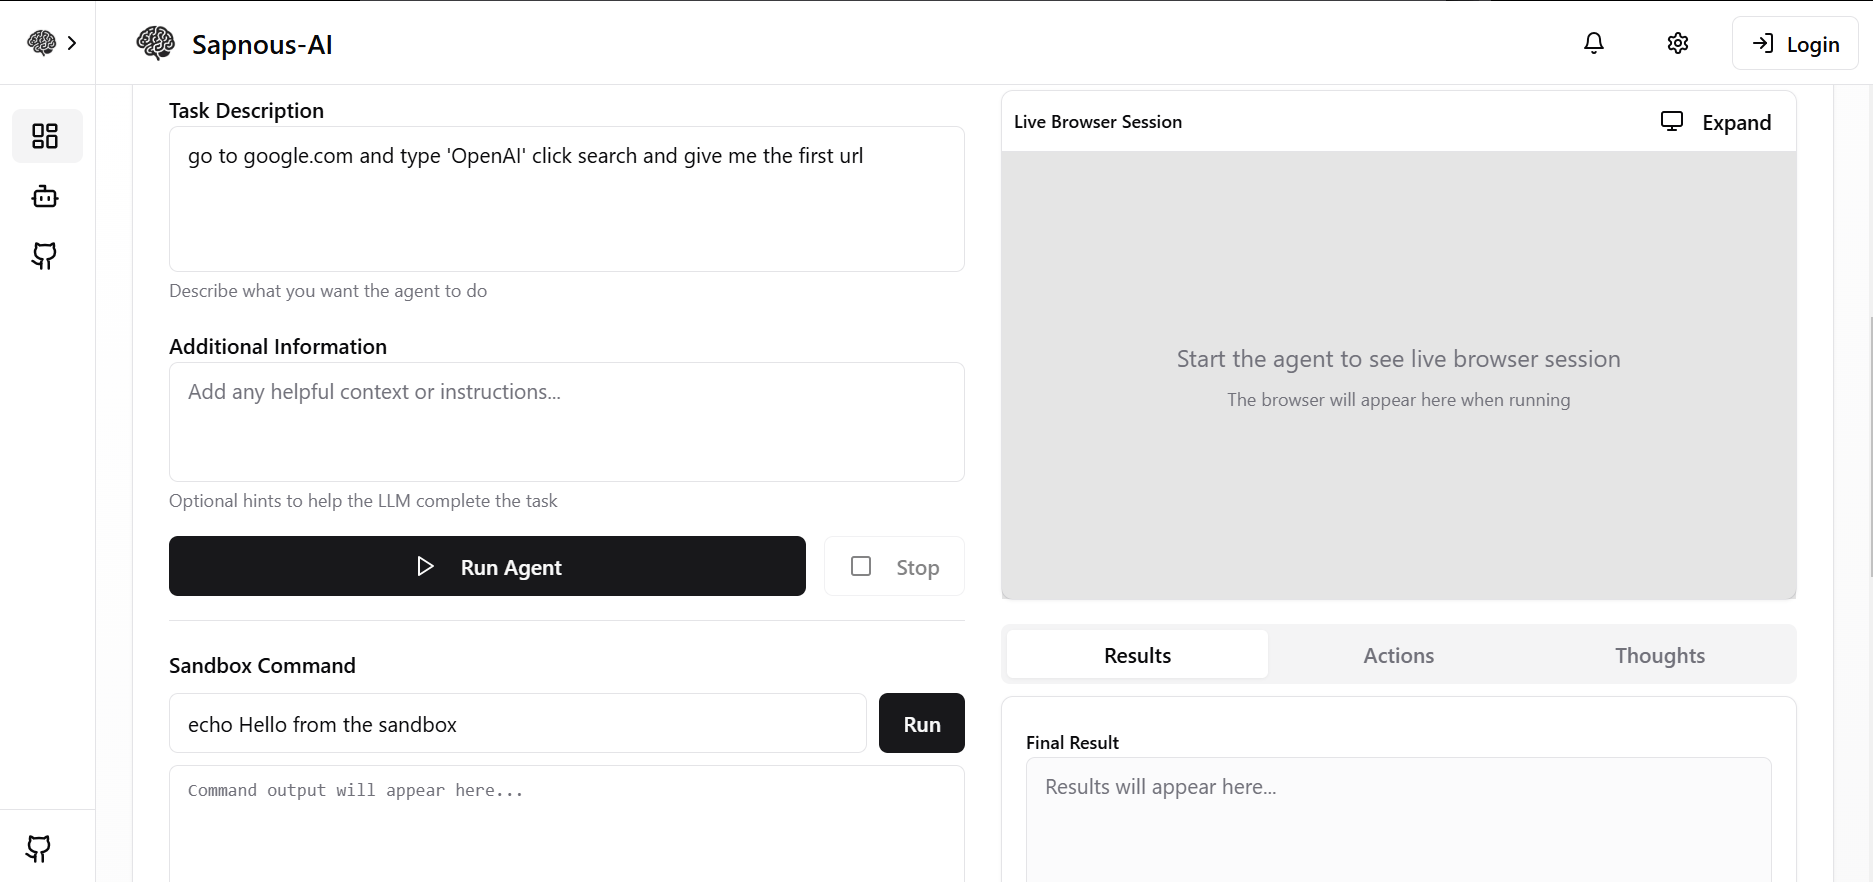 Sapnous-AI
Login
Task Description
go to google.com and type 'OpenAI' click search and give me the first url
Describe what you want the agent to do
Additional Information
Add any helpful context or instructions...
Optional hints to help the LLM complete the task
Run Agent
Stop
Sandbox Command
echo Hello from the sandbox
Run
Command output will appear here...
Live Browser Session
Expand
Start the agent to see live browser session
The browser will appear here when running
Results
Actions
Thoughts
Final Result
Results will appear here...